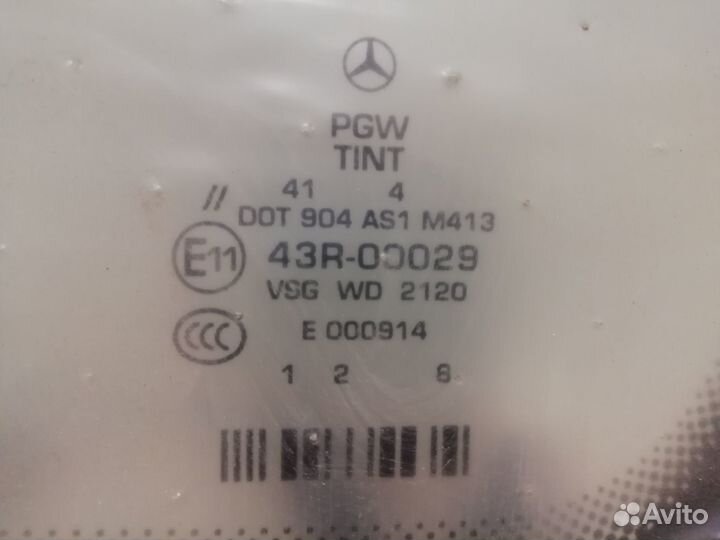 PGW
TINT
// 41 4
DOT 904 AS1 M413
E11 43R-00029
VSG WD 2120
CCC E 000914
1 2 8
Avito